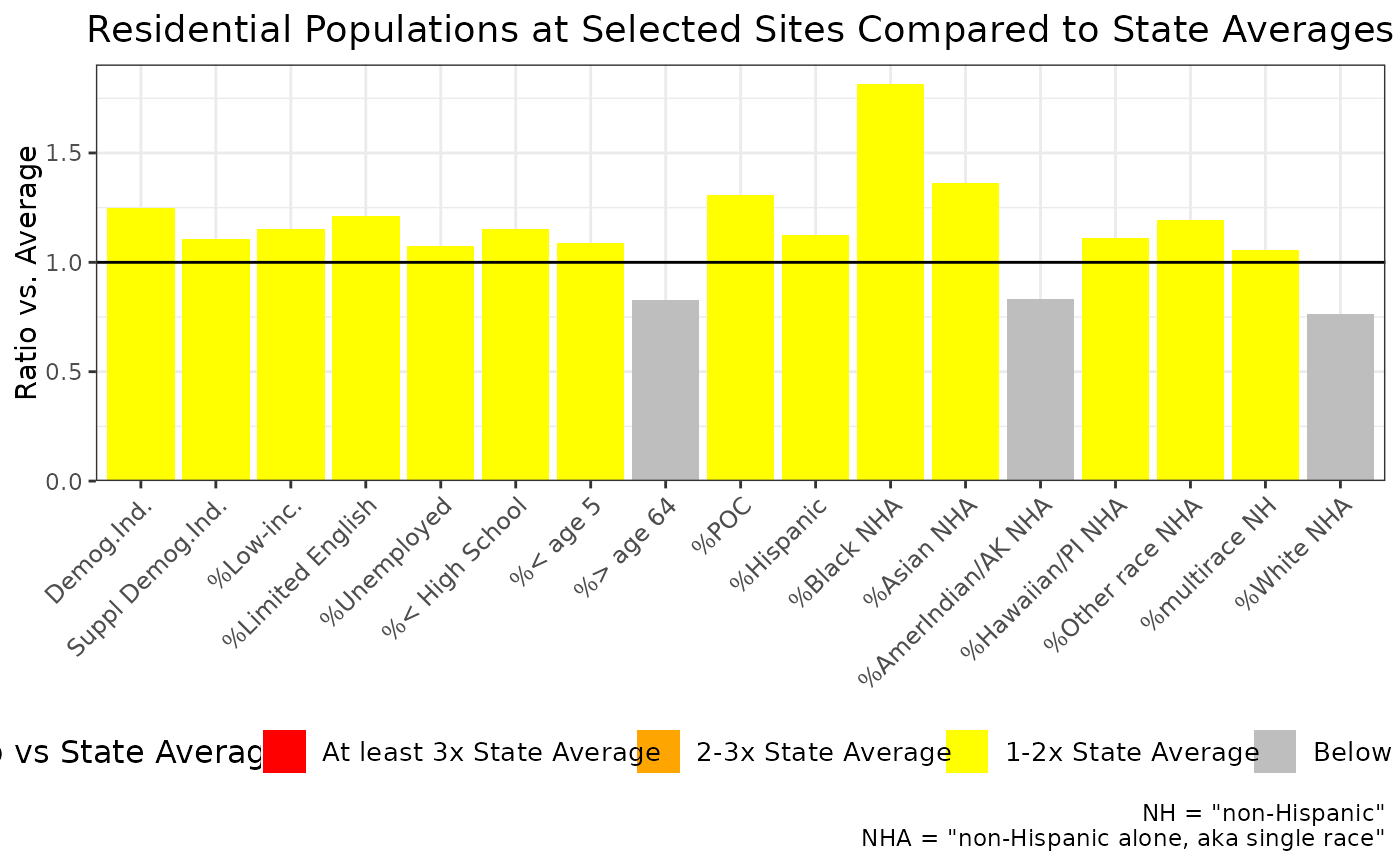 Residential Populations at Selected Sites Compared to State Averages
Ratio vs. Average
1.5
1.0
0.5
0.0
Demog.Ind.
Suppl Demog.Ind.
%Low-inc.
%Limited English
%Unemployed
%< High School
%< age 5
%> age 64
%POC
%Hispanic
%Black NHA
%Asian NHA
%AmerIndian/AK NHA
%Hawaiian/PI NHA
%Other race NHA
%multirace NH
%White NHA
vs State Averag At least 3x State Average 2-3x State Average 1-2x State Average Below
NH = "non-Hispanic"
NHA = "non-Hispanic alone, aka single race"